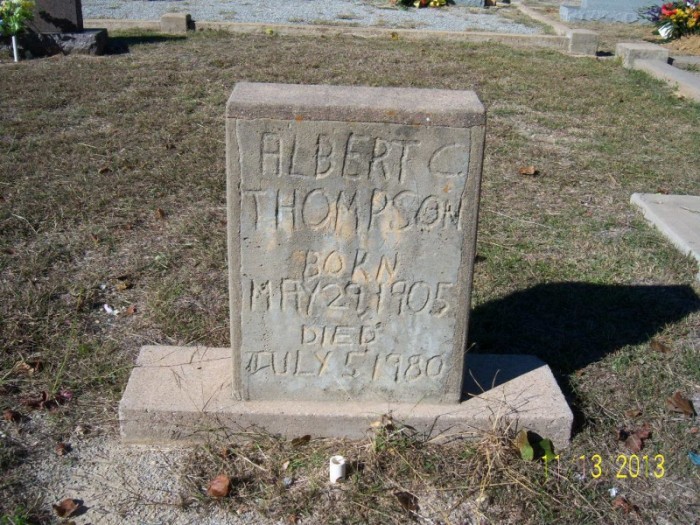 ALBERT C
THOMPSON
BORN
MAY 29, 1905
DIED
JULY 5, 1980
11 13 2013